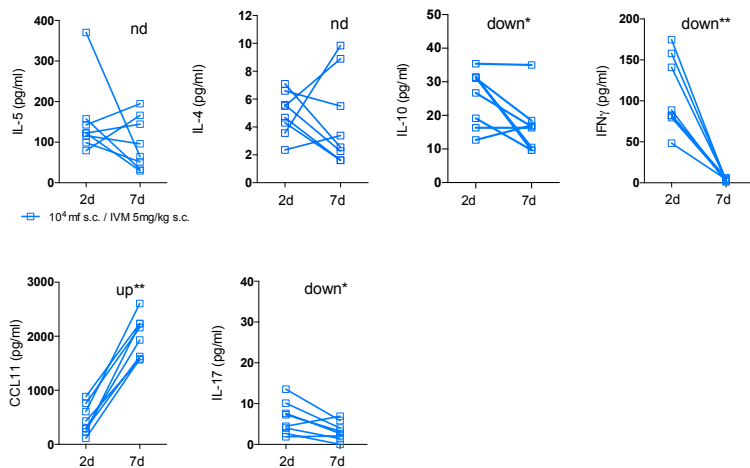 nd
IL-5 (pg/ml)
400
300
200
100
0
2d 7d
nd
IL-4 (pg/ml)
12
10
8
6
4
2
0
2d 7d
down*
IL-10 (pg/ml)
50
40
30
20
10
0
2d 7d
down**
IFNγ (pg/ml)
200
150
100
50
0
2d 7d
10⁴ mf s.c. / IVM 5mg/kg s.c.
up**
CCL11 (pg/ml)
3000
2000
1000
0
2d 7d
down*
IL-17 (pg/ml)
40
30
20
10
0
2d 7d